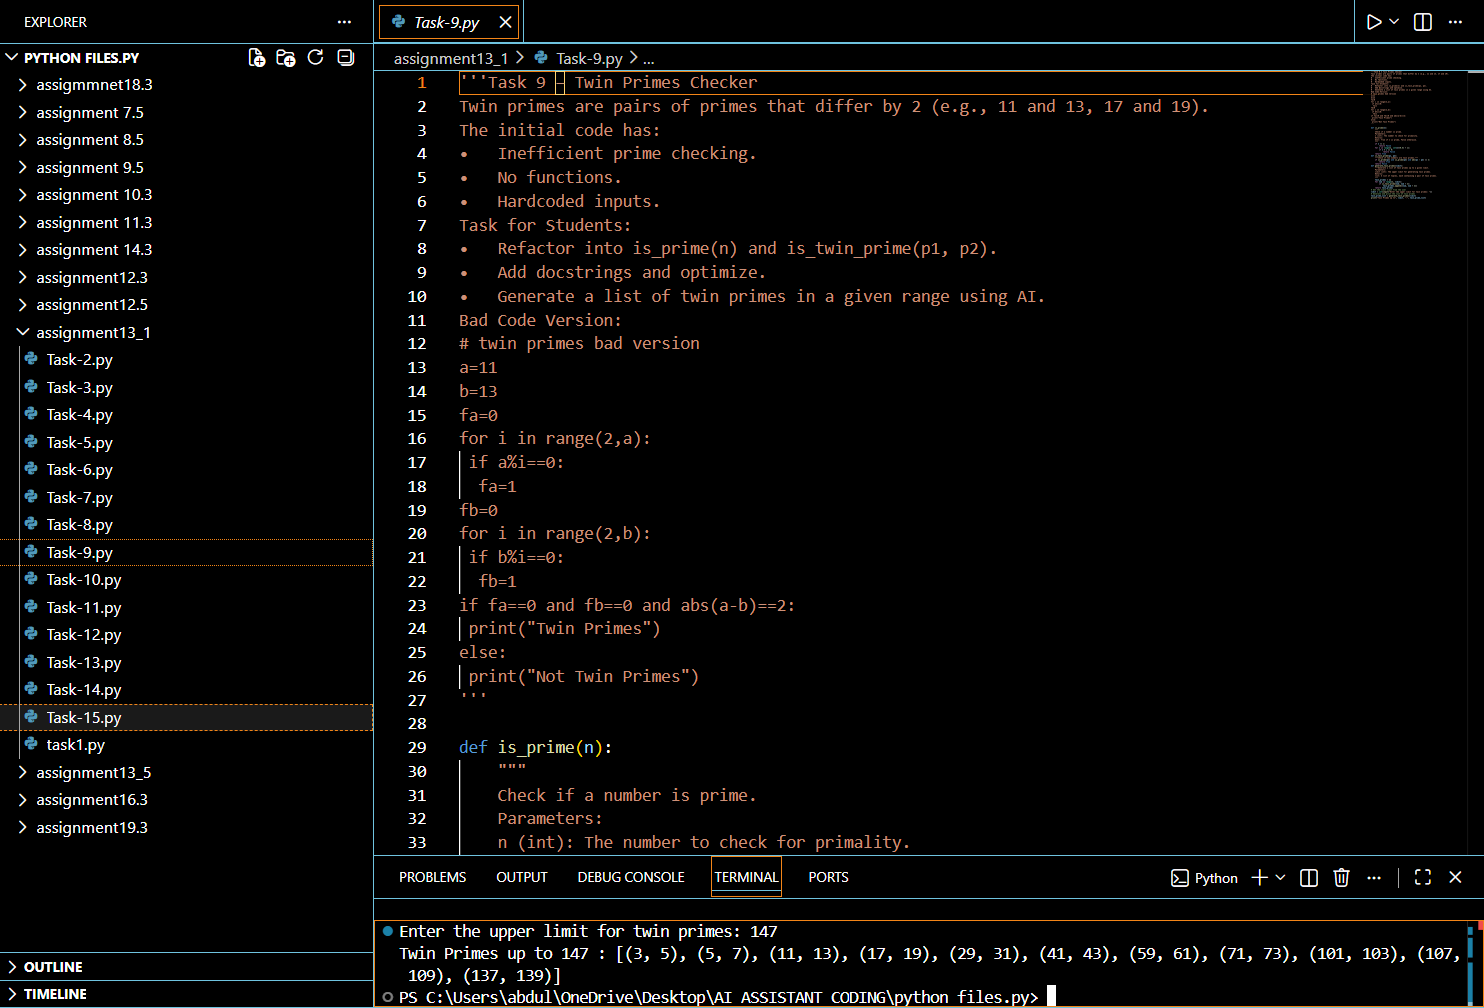 EXPLORER
PYTHON FILES.PY
assigmmnet18.3
assignment 7.5
assignment 8.5
assignment 9.5
assignment 10.3
assignment 11.3
assignment 14.3
assignment12.3
assignment12.5
assignment13_1
Task-2.py
Task-3.py
Task-4.py
Task-5.py
Task-6.py
Task-7.py
Task-8.py
Task-9.py
Task-10.py
Task-11.py
Task-12.py
Task-13.py
Task-14.py
Task-15.py
task1.py
assignment13_5
assignment16.3
assignment19.3
OUTLINE
TIMELINE
Task-9.py
assignment13_1 > Task-9.py > ...
1 '''Task 9 – Twin Primes Checker
2 Twin primes are pairs of primes that differ by 2 (e.g., 11 and 13, 17 and 19).
3 The initial code has:
4 • Inefficient prime checking.
5 • No functions.
6 • Hardcoded inputs.
7 Task for Students:
8 • Refactor into is_prime(n) and is_twin_prime(p1, p2).
9 • Add docstrings and optimize.
10 • Generate a list of twin primes in a given range using AI.
11 Bad Code Version:
12 # twin primes bad version
13 a=11
14 b=13
15 fa=0
16 for i in range(2,a):
17 if a%i==0:
18 fa=1
19 fb=0
20 for i in range(2,b):
21 if b%i==0:
22 fb=1
23 if fa==0 and fb==0 and abs(a-b)==2:
24 print("Twin Primes")
25 else:
26 print("Not Twin Primes")
27 '''
28
29 def is_prime(n):
30 """
31 Check if a number is prime.
32 Parameters:
33 n (int): The number to check for primality.
PROBLEMS OUTPUT DEBUG CONSOLE TERMINAL PORTS
Python
Enter the upper limit for twin primes: 147
Twin Primes up to 147 : [(3, 5), (5, 7), (11, 13), (17, 19), (29, 31), (41, 43), (59, 61), (71, 73), (101, 103), (107,
109), (137, 139)]
PS C:\Users\abdul\OneDrive\Desktop\AI ASSISTANT CODING\python files.py>